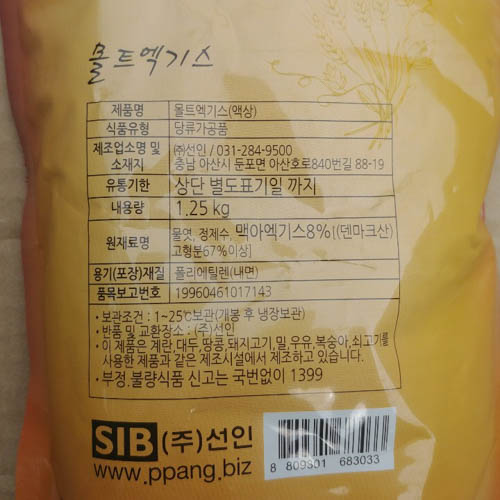 몰트엑기스
제품명 몰트엑기스(액상)
식품유형 당류가공품
제조업소명 및 소재지 ㈜선인 / 031-284-9500
충남 아산시 둔포면 아산호로840번길 88-19
유통기한 상단 별도표기일 까지
내용량 1.25 kg
원재료명 물엿, 정제수, 맥아엑기스8%[(덴마크산)
고형분67%이상]
용기(포장)재질 폴리에틸렌(내면)
품목보고번호 19960461017143
· 보관조건 : 1~25℃보관(개봉 후 냉장보관)
· 반품 및 교환장소 : (주)선인
· 이 제품은 계란, 대두, 땅콩, 돼지고기, 밀, 우유, 복숭아, 쇠고기를
사용한 제품과 같은 제조시설에서 제조하고 있습니다.
· 부정.불량식품 신고는 국번없이 1399
SIB (주)선인
www.ppang.biz
8 809301 683033